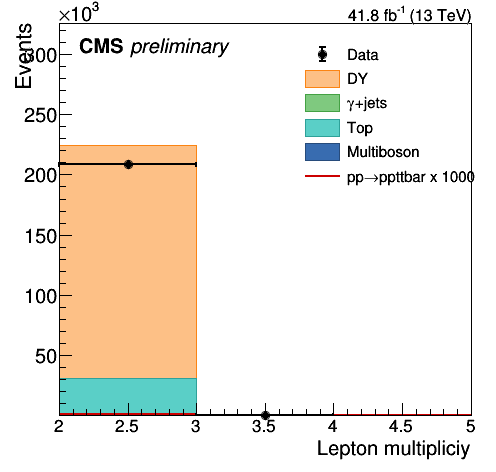 ×10³
41.8 fb⁻¹ (13 TeV)
Events
CMS preliminary
Data
DY
γ+jets
Top
Multiboson
pp→ppttbar x 1000
300
250
200
150
100
50
2 2.5 3 3.5 4 4.5 5
Lepton multipliciy